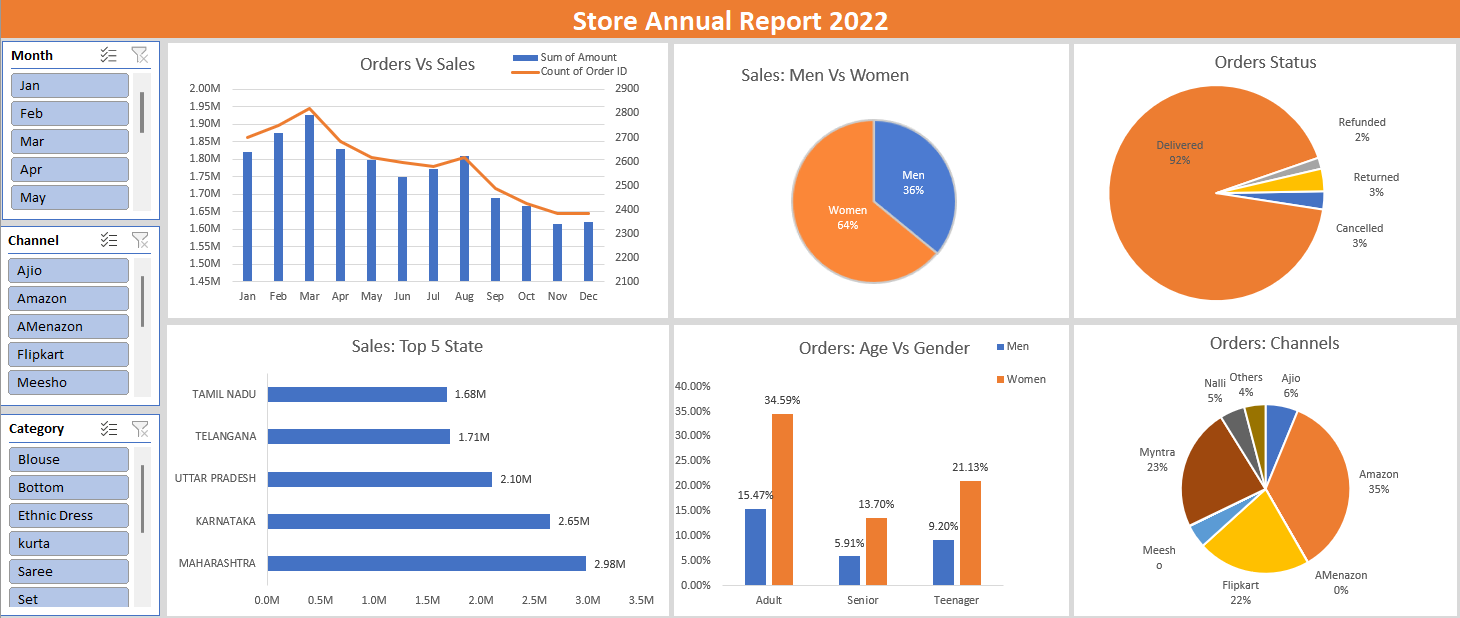 Store Annual Report 2022
Month
Jan
Feb
Mar
Apr
May
Channel
Ajio
Amazon
AMenazon
Flipkart
Meesho
Category
Blouse
Bottom
Ethnic Dress
kurta
Saree
Set
Orders Vs Sales
Sum of Amount
Count of Order ID
2.00M
1.95M
1.90M
1.85M
1.80M
1.75M
1.70M
1.65M
1.60M
1.55M
1.50M
1.45M
2900
2800
2700
2600
2500
2400
2300
2200
2100
Jan Feb Mar Apr May Jun Jul Aug Sep Oct Nov Dec
Sales: Men Vs Women
Men
36%
Women
64%
Orders Status
Delivered
92%
Refunded
2%
Returned
3%
Cancelled
3%
Sales: Top 5 State
TAMIL NADU 1.68M
TELANGANA 1.71M
UTTAR PRADESH 2.10M
KARNATAKA 2.65M
MAHARASHTRA 2.98M
0.0M 0.5M 1.0M 1.5M 2.0M 2.5M 3.0M 3.5M
Orders: Age Vs Gender
Men
Women
40.00%
35.00%
30.00%
25.00%
20.00%
15.00%
10.00%
5.00%
0.00%
15.47%
34.59%
5.91%
13.70%
9.20%
21.13%
Adult Senior Teenager
Orders: Channels
Ajio
6%
Amazon
35%
AMenazon
0%
Flipkart
22%
Meesh
o
Myntra
23%
Nalli
5%
Others
4%